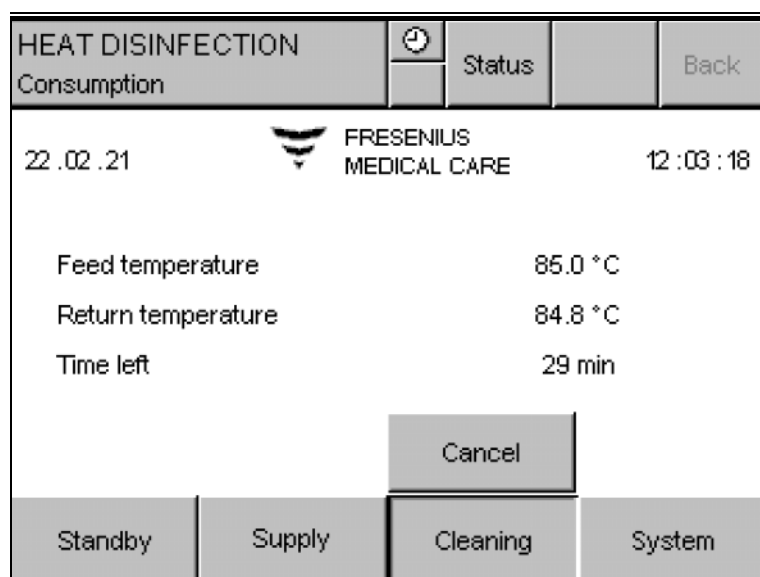 HEAT DISINFECTION
Consumption
Status
Back
22.02.21
FRESENIUS
MEDICAL CARE
12:03:18
Feed temperature 85.0 °C
Return temperature 84.8 °C
Time left 29 min
Cancel
Standby Supply Cleaning System